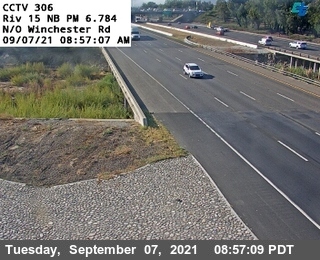 CCTV 306
Riv 15 NB PM 6.784
N/O Winchester Rd
09/07/21 08:57:07 AM
Tuesday, September 07, 2021 08:57:09 PDT